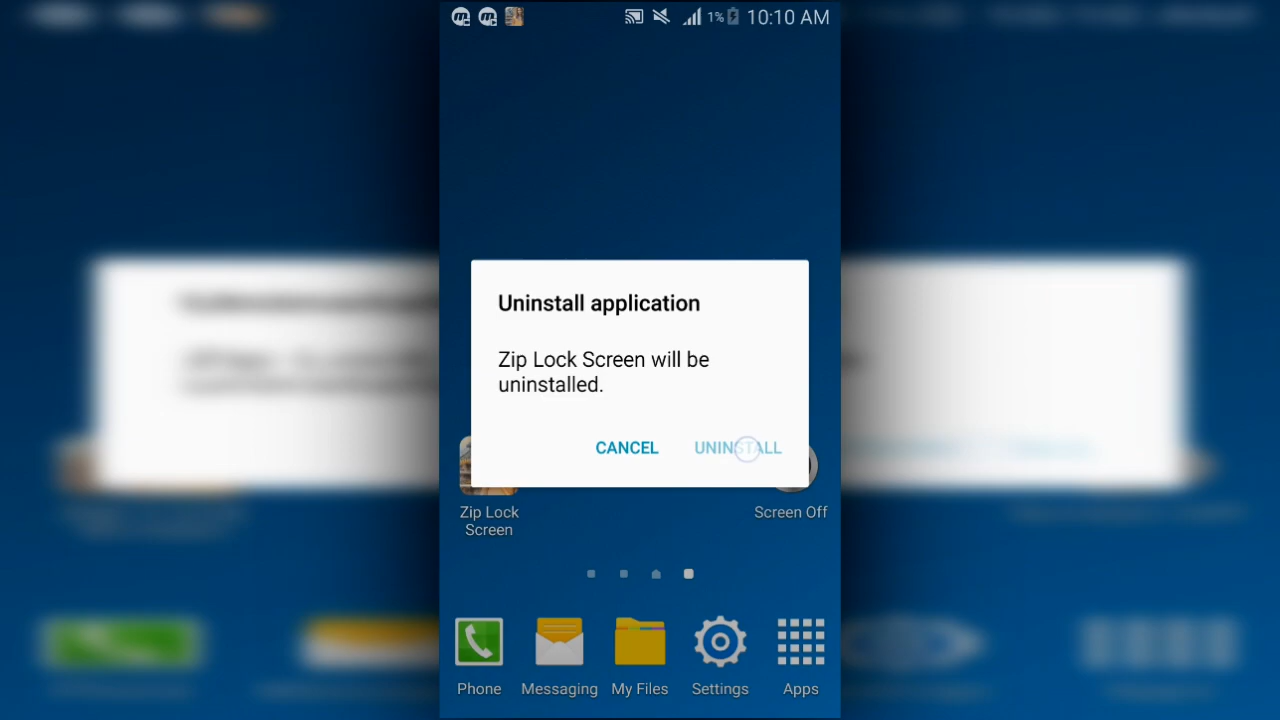 1% 10:10 AM
Uninstall application
Zip Lock Screen will be
uninstalled.
CANCEL UNINSTALL
Zip Lock
Screen
Screen Off
Phone Messaging My Files Settings Apps